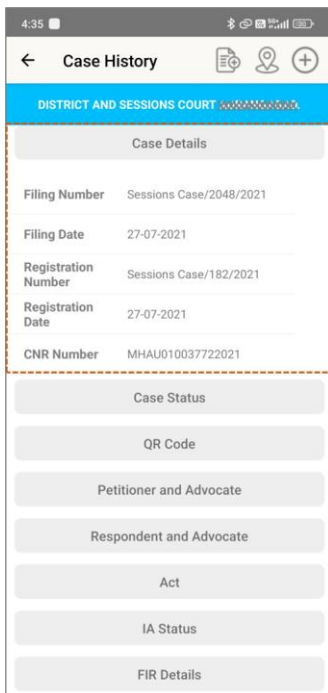 4:35
Case History
DISTRICT AND SESSIONS COURT
Case Details
Filing Number Sessions Case/2048/2021
Filing Date 27-07-2021
Registration
Number Sessions Case/182/2021
Registration
Date 27-07-2021
CNR Number MHAU010037722021
Case Status
QR Code
Petitioner and Advocate
Respondent and Advocate
Act
IA Status
FIR Details